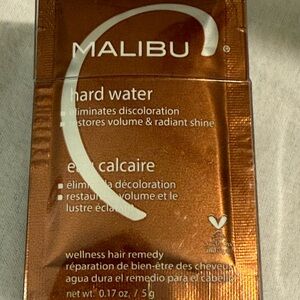 MALIBU C®
hard water
eliminates discoloration
restores volume & radiant shine
eau calcaire
élimine la décoloration
restaure volume et le
lustre éclatant
wellness hair remedy
réparation de bien-être des cheveux
agua dura el remedio para el cabello
net wt. 0.17 oz. / 5 g